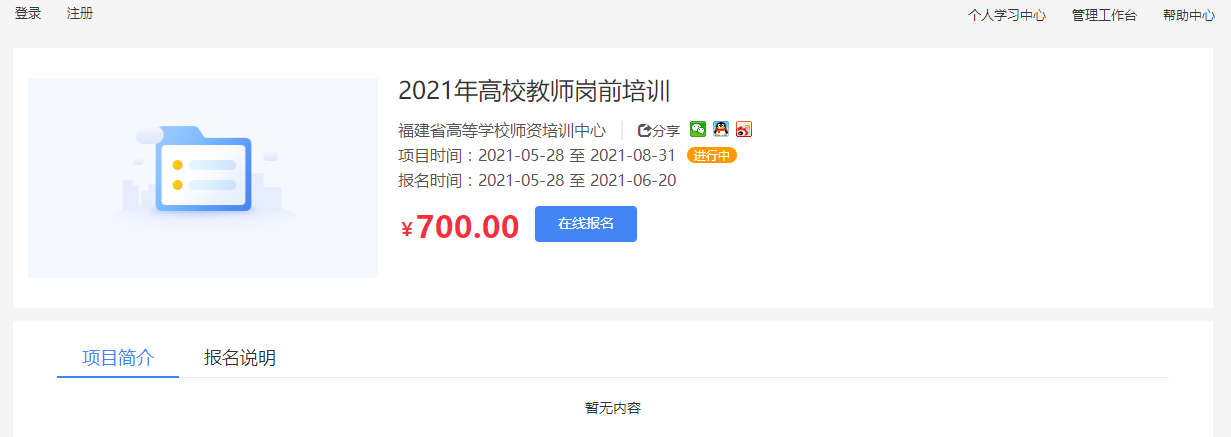 登录 注册 个人学习中心 管理工作台 帮助中心
2021年高校教师岗前培训
福建省高等学校师资培训中心 分享
项目时间：2021-05-28 至 2021-08-31 进行中
报名时间：2021-05-28 至 2021-06-20
¥700.00 在线报名
项目简介 报名说明
暂无内容